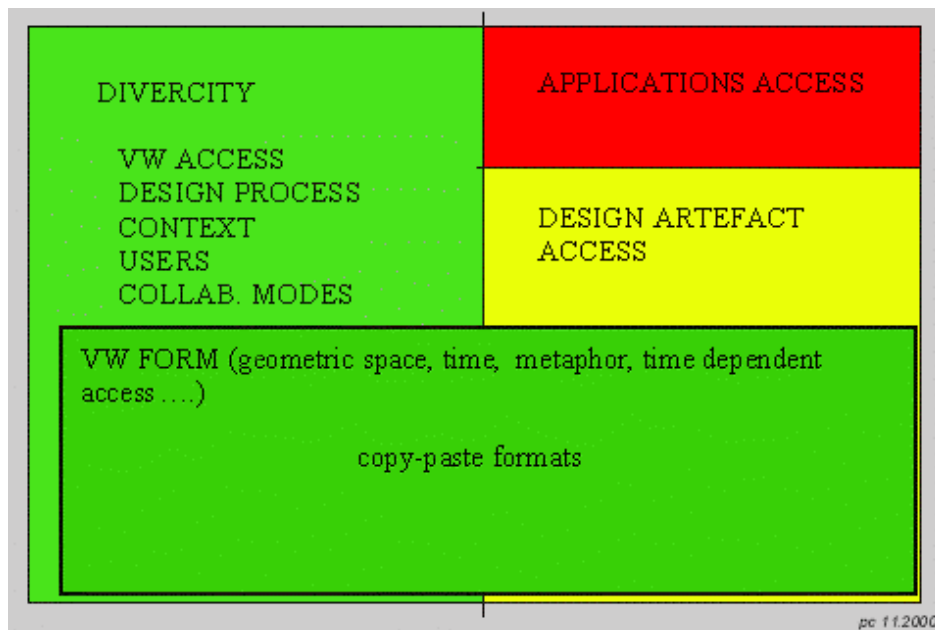 DIVERCITY
VW ACCESS
DESIGN PROCESS
CONTEXT
USERS
COLLAB. MODES
APPLICATIONS ACCESS
DESIGN ARTEFACT
ACCESS
VW FORM (geometric space, time, metaphor, time dependent
access ....)
copy-paste formats
pc 11.2000